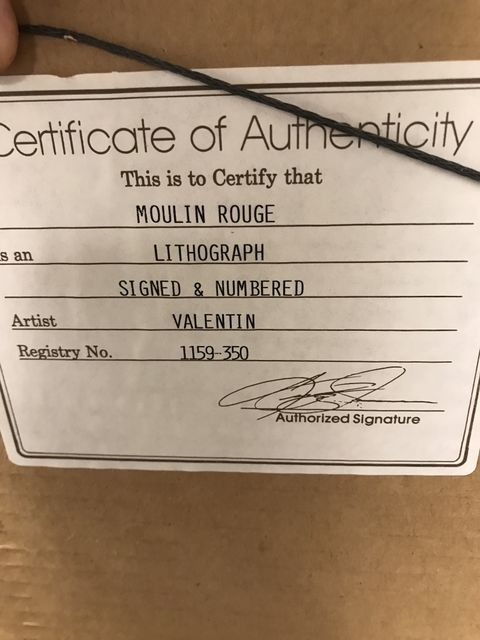 Certificate of Authenticity
This is to Certify that
MOULIN ROUGE
s an LITHOGRAPH
SIGNED & NUMBERED
Artist VALENTIN
Registry No. 1159-350
Authorized Signature